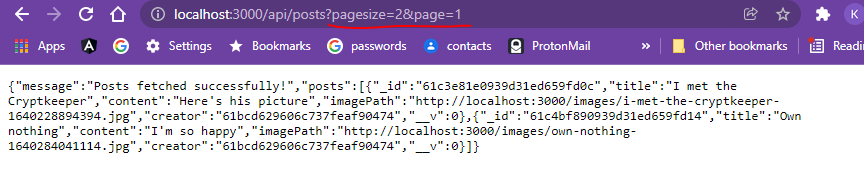 localhost:3000/api/posts?pagesize=2&page=1
K
Apps Settings Bookmarks passwords contacts ProtonMail » Other bookmarks Readin
{"message":"Posts fetched successfully!","posts":[{"_id":"61c3e81e0939d31ed659fd0c","title":"I met the
Cryptkeeper","content":"Here's his picture","imagePath":"http://localhost:3000/images/i-met-the-cryptkeeper-
1640228894394.jpg","creator":"61bcd629606c737feaf90474","__v":0},{"_id":"61c4bf890939d31ed659fd14","title":"Own
nothing","content":"I'm so happy","imagePath":"http://localhost:3000/images/own-nothing-
1640284041114.jpg","creator":"61bcd629606c737feaf90474","__v":0}]}